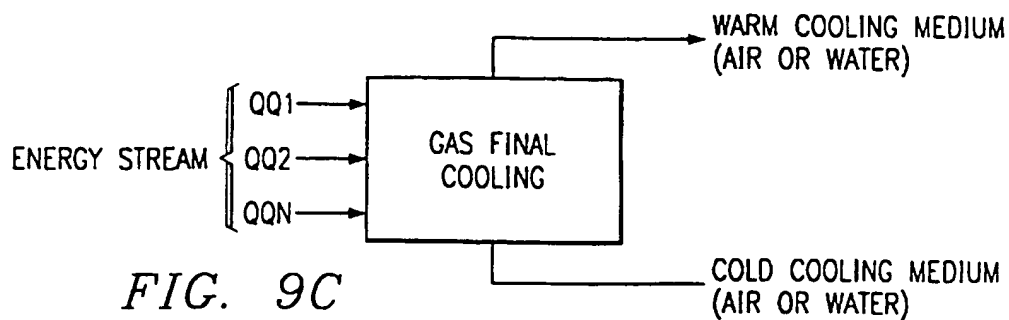 WARM COOLING MEDIUM
(AIR OR WATER)
ENERGY STREAM
QQ1
QQ2
QQN
GAS FINAL
COOLING
COLD COOLING MEDIUM
(AIR OR WATER)
FIG. 9C